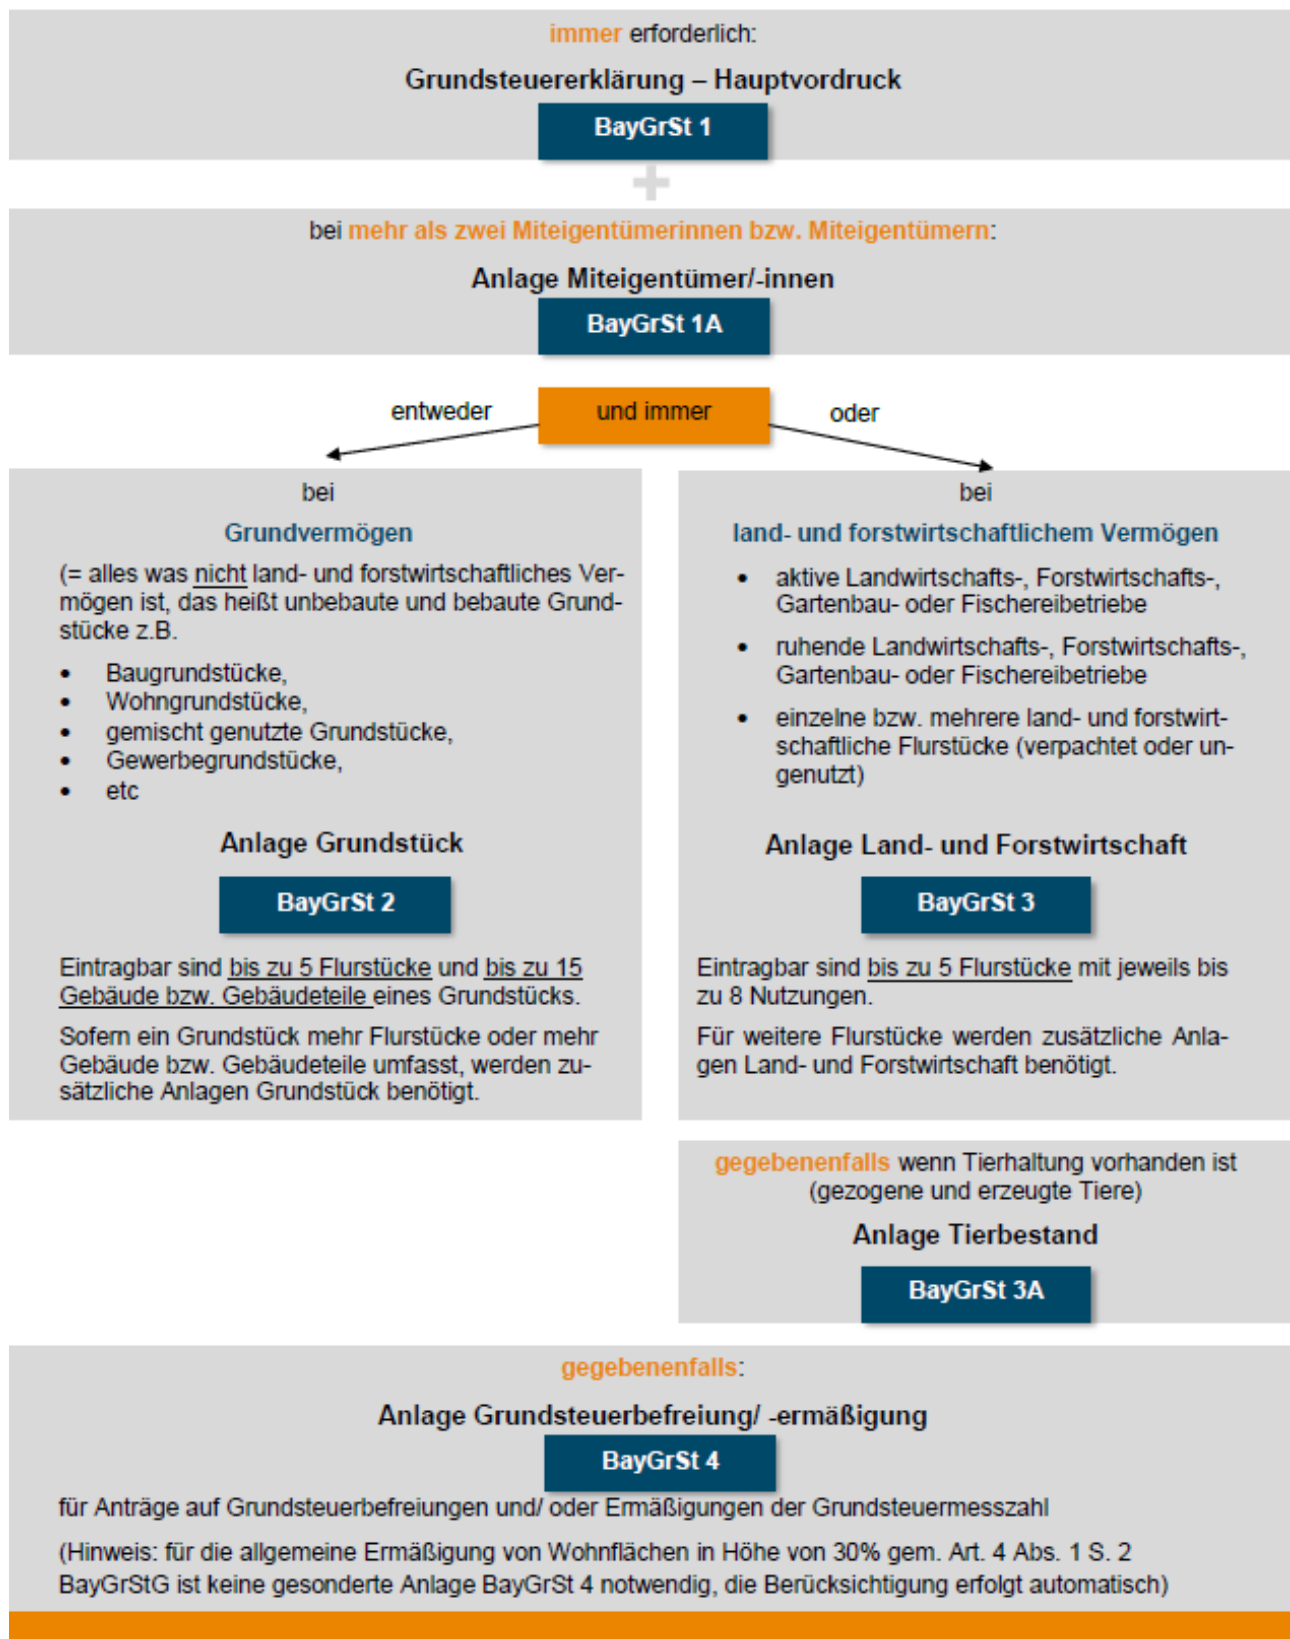 immer erforderlich:
Grundsteuererklärung – Hauptvordruck
BayGrSt 1
bei mehr als zwei Miteigentümerinnen bzw. Miteigentümern:
Anlage Miteigentümer/-innen
BayGrSt 1A
entweder
und immer
oder
bei
Grundvermögen
(= alles was nicht land- und forstwirtschaftliches Ver-
mögen ist, das heißt unbebaute und bebaute Grund-
stücke z.B.
• Baugrundstücke,
• Wohngrundstücke,
• gemischt genutzte Grundstücke,
• Gewerbegrundstücke,
• etc
Anlage Grundstück
BayGrSt 2
Eintragbar sind bis zu 5 Flurstücke und bis zu 15
Gebäude bzw. Gebäudeteile eines Grundstücks.
Sofern ein Grundstück mehr Flurstücke oder mehr
Gebäude bzw. Gebäudeteile umfasst, werden zu-
sätzliche Anlagen Grundstück benötigt.
bei
land- und forstwirtschaftlichem Vermögen
• aktive Landwirtschafts-, Forstwirtschafts-,
Gartenbau- oder Fischereibetriebe
• ruhende Landwirtschafts-, Forstwirtschafts-,
Gartenbau- oder Fischereibetriebe
• einzelne bzw. mehrere land- und forstwirt-
schaftliche Flurstücke (verpachtet oder un-
genutzt)
Anlage Land- und Forstwirtschaft
BayGrSt 3
Eintragbar sind bis zu 5 Flurstücke mit jeweils bis
zu 8 Nutzungen.
Für weitere Flurstücke werden zusätzliche Anla-
gen Land- und Forstwirtschaft benötigt.
gegebenenfalls wenn Tierhaltung vorhanden ist
(gezogene und erzeugte Tiere)
Anlage Tierbestand
BayGrSt 3A
gegebenenfalls:
Anlage Grundsteuerbefreiung/ -ermäßigung
BayGrSt 4
für Anträge auf Grundsteuerbefreiungen und/ oder Ermäßigungen der Grundsteuermesszahl
(Hinweis: für die allgemeine Ermäßigung von Wohnflächen in Höhe von 30% gem. Art. 4 Abs. 1 S. 2
BayGrStG ist keine gesonderte Anlage BayGrSt 4 notwendig, die Berücksichtigung erfolgt automatisch)